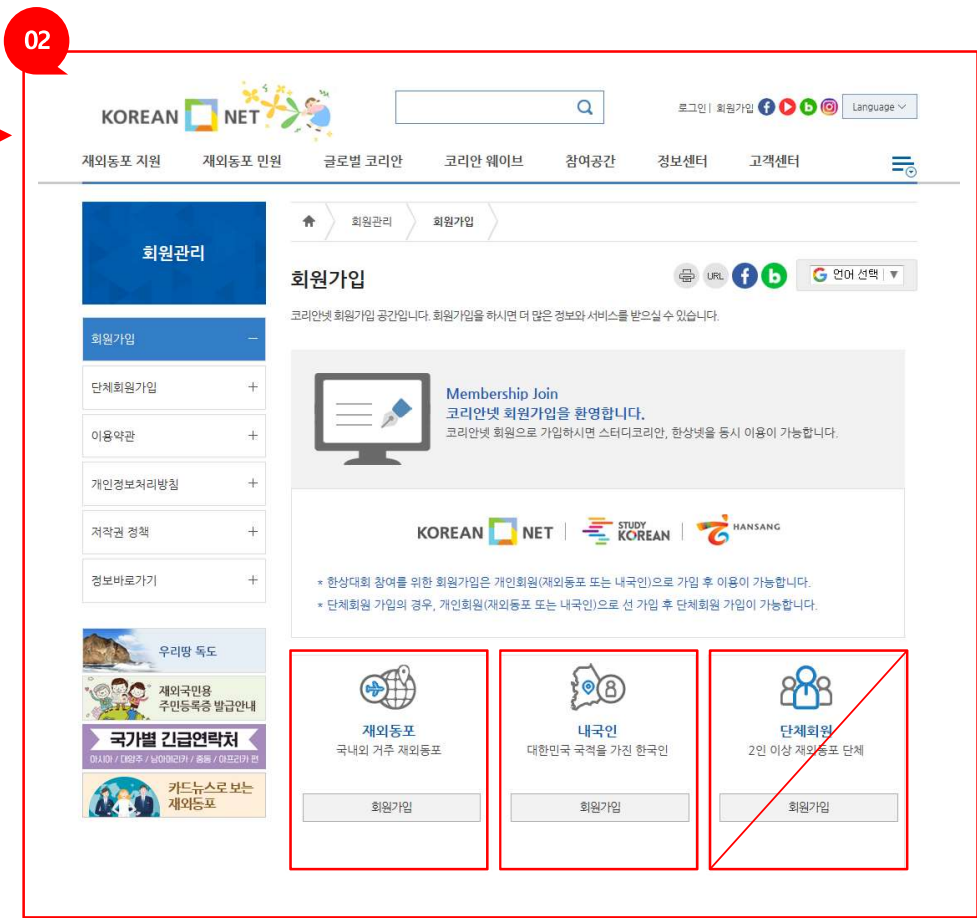 02
KOREAN NET
로그인 | 회원가입
Language
재외동포 지원 재외동포 민원 글로벌 코리안 코리안 웨이브 참여공간 정보센터 고객센터
회원관리
회원관리 회원가입
회원가입
URL
G 언어 선택 | ▼
코리안넷 회원가입 공간입니다. 회원가입을 하시면 더 많은 정보와 서비스를 받으실 수 있습니다.
회원가입 −
단체회원가입 +
이용약관 +
개인정보처리방침 +
저작권 정책 +
정보바로가기 +
Membership Join
코리안넷 회원가입을 환영합니다.
코리안넷 회원으로 가입하시면 스터디코리안, 한상넷을 동시 이용이 가능합니다.
KOREAN NET | STUDY KOREAN | HANSANG
* 한상대회 참여를 위한 회원가입은 개인회원(재외동포 또는 내국인)으로 가입 후 이용이 가능합니다.
* 단체회원 가입의 경우, 개인회원(재외동포 또는 내국인)으로 선 가입 후 단체회원 가입이 가능합니다.
우리땅 독도
재외국민용
주민등록증 발급안내
국가별 긴급연락처
아시아 / 대양주 / 남아메리카 / 중동 / 아프리카 편
카드뉴스로 보는
재외동포
재외동포
국내외 거주 재외동포
회원가입
내국인
대한민국 국적을 가진 한국인
회원가입
단체회원
2인 이상 재외동포 단체
회원가입